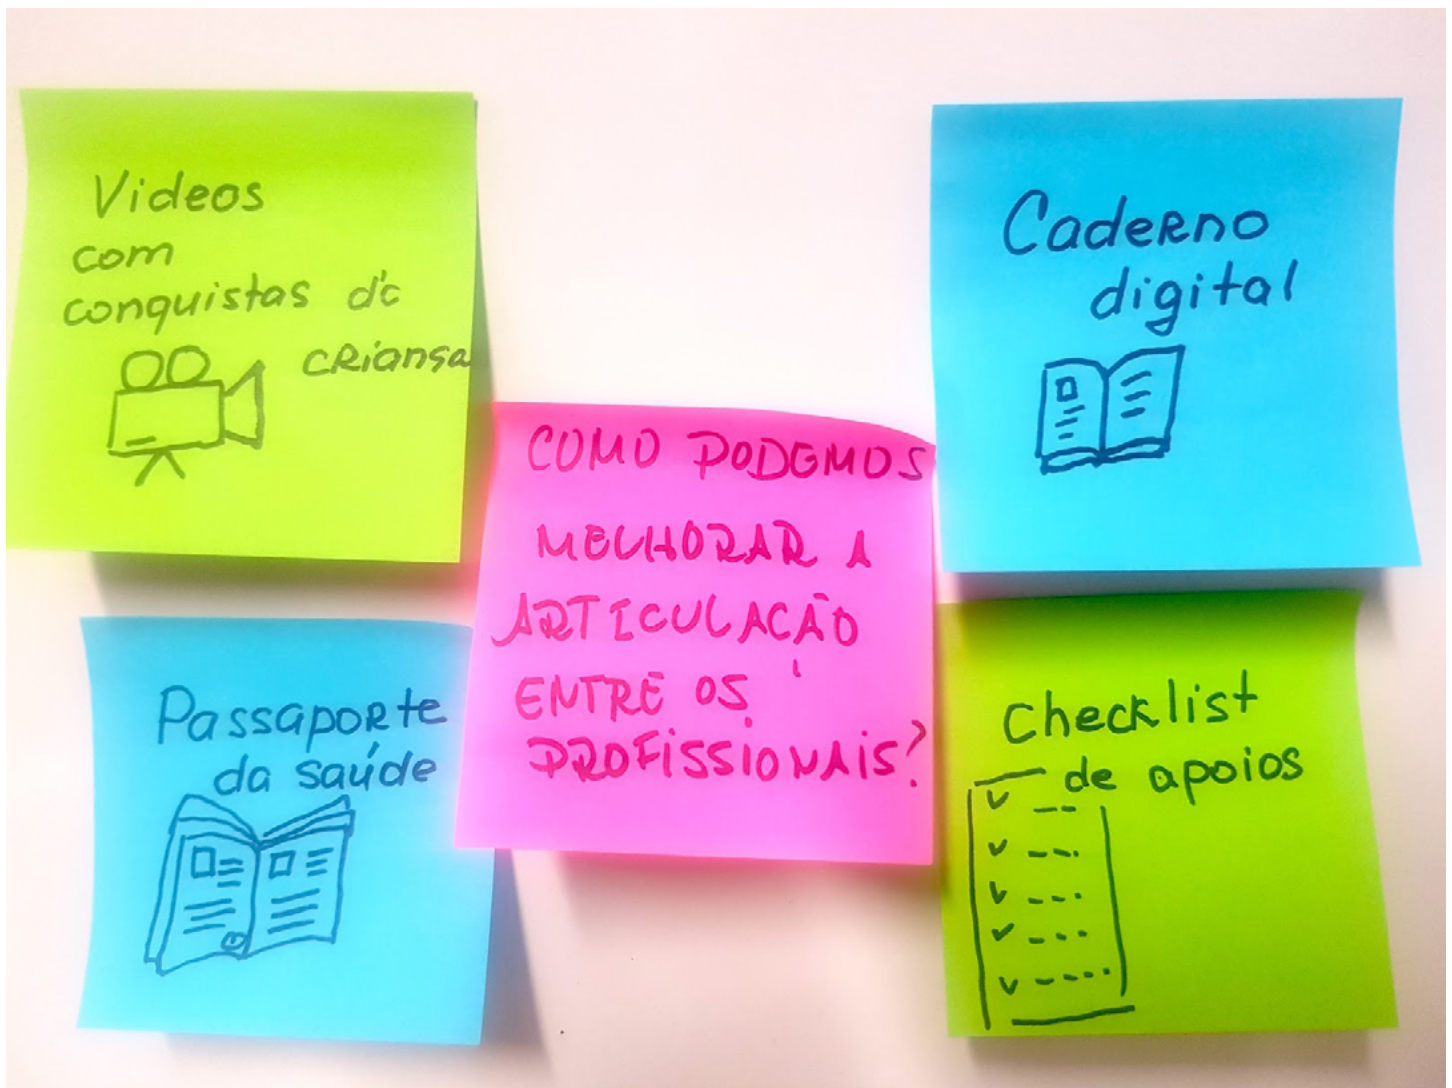 Videos
com
conquistas da
criansa
Caderno
digital
COMO PODEMOS
MELHORAR A
ARTICULAÇÃO
ENTRE OS
PROFISSIONAIS?
Passaporte
da saúde
checklist
de apoios